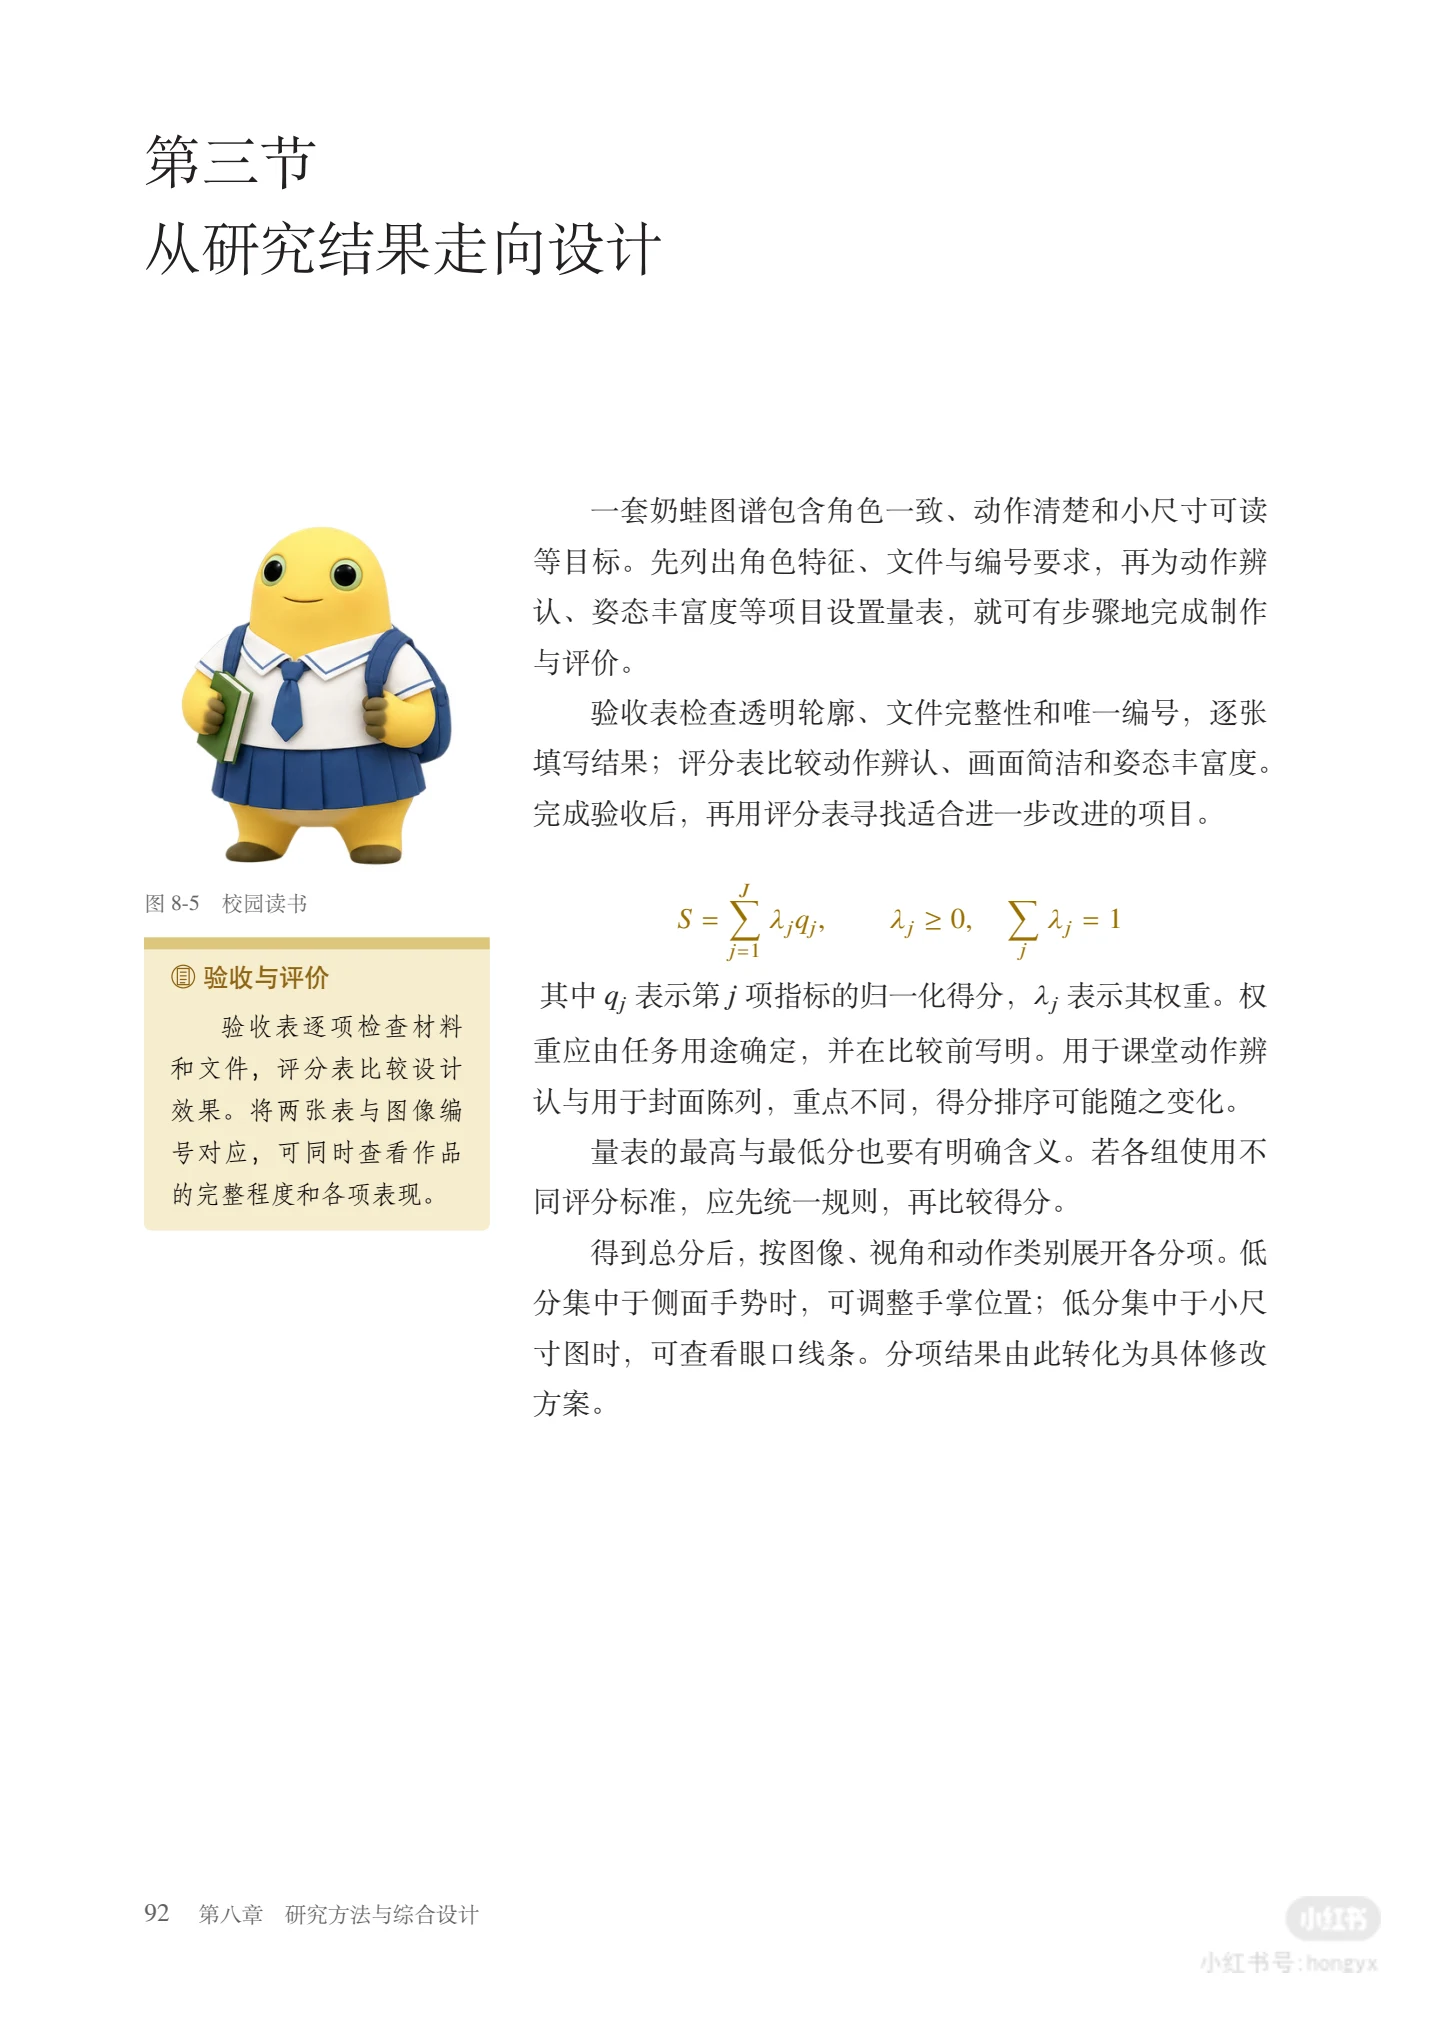 第三节
从研究结果走向设计
一套奶蛙图谱包含角色一致、动作清楚和小尺寸可读
等目标。先列出角色特征、文件与编号要求，再为动作辨
认、姿态丰富度等项目设置量表，就可有步骤地完成制作
与评价。
验收表检查透明轮廓、文件完整性和唯一编号，逐张
填写结果；评分表比较动作辨认、画面简洁和姿态丰富度。
完成验收后，再用评分表寻找适合进一步改进的项目。
S = ∑_{j=1}^{J} λ_j q_j,  λ_j ≥ 0,  ∑_j λ_j = 1
其中 q_j 表示第 j 项指标的归一化得分，λ_j 表示其权重。权
重应由任务用途确定，并在比较前写明。用于课堂动作辨
认与用于封面陈列，重点不同，得分排序可能随之变化。
量表的最高与最低分也要有明确含义。若各组使用不
同评分标准，应先统一规则，再比较得分。
得到总分后，按图像、视角和动作类别展开各分项。低
分集中于侧面手势时，可调整手掌位置；低分集中于小尺
寸图时，可查看眼口线条。分项结果由此转化为具体修改
方案。
图 8-5 校园读书
验收与评价
验收表逐项检查材料
和文件，评分表比较设计
效果。将两张表与图像编
号对应，可同时查看作品
的完整程度和各项表现。
92 第八章 研究方法与综合设计
小红书
小红书号:hongyx